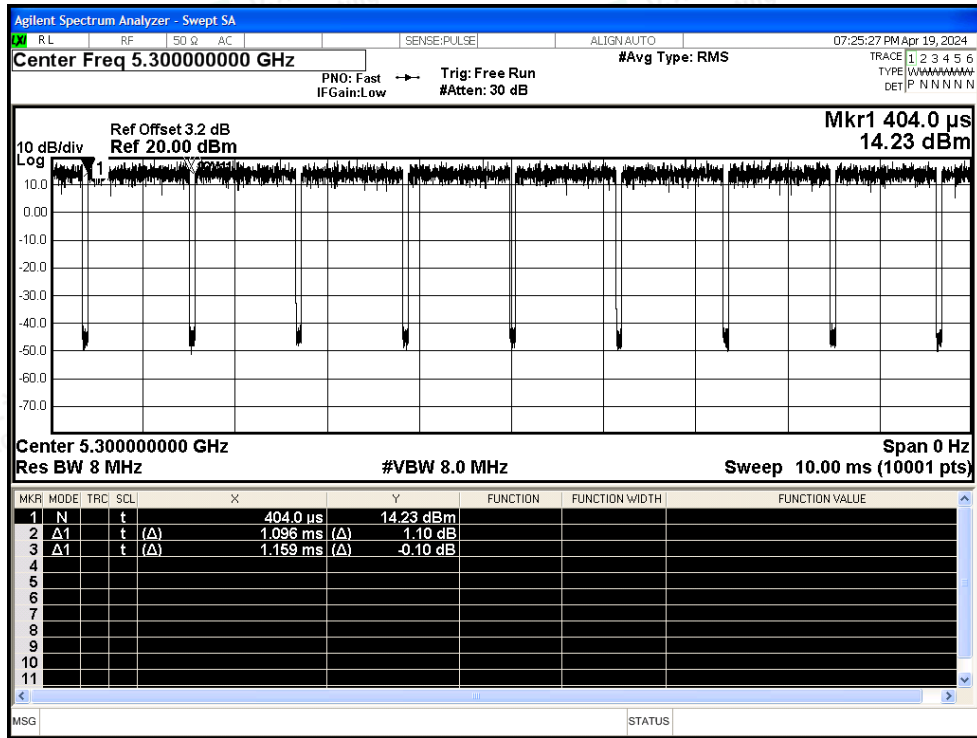 Agilent Spectrum Analyzer - Swept SA
LXI RL RF 50 Ω AC SENSE:PULSE ALIGN AUTO 07:25:27 PM Apr 19, 2024
Center Freq 5.300000000 GHz
PNO: Fast
IFGain:Low
Trig: Free Run
#Atten: 30 dB
#Avg Type: RMS
TRACE 1 2 3 4 5 6
TYPE
DET P N N N N N
Mkr1 404.0 µs
14.23 dBm
Ref Offset 3.2 dB
10 dB/div Ref 20.00 dBm
Log
1
10.0
0.00
-10.0
-20.0
-30.0
-40.0
-50.0
-60.0
-70.0
Center 5.300000000 GHz Span 0 Hz
Res BW 8 MHz #VBW 8.0 MHz Sweep 10.00 ms (10001 pts)
MKR MODE TRC SCL X Y FUNCTION FUNCTION WIDTH FUNCTION VALUE
1 N t 404.0 µs 14.23 dBm
2 Δ1 t (Δ) 1.096 ms (Δ) 1.10 dB
3 Δ1 t (Δ) 1.159 ms (Δ) -0.10 dB
4
5
6
7
8
9
10
11
MSG STATUS